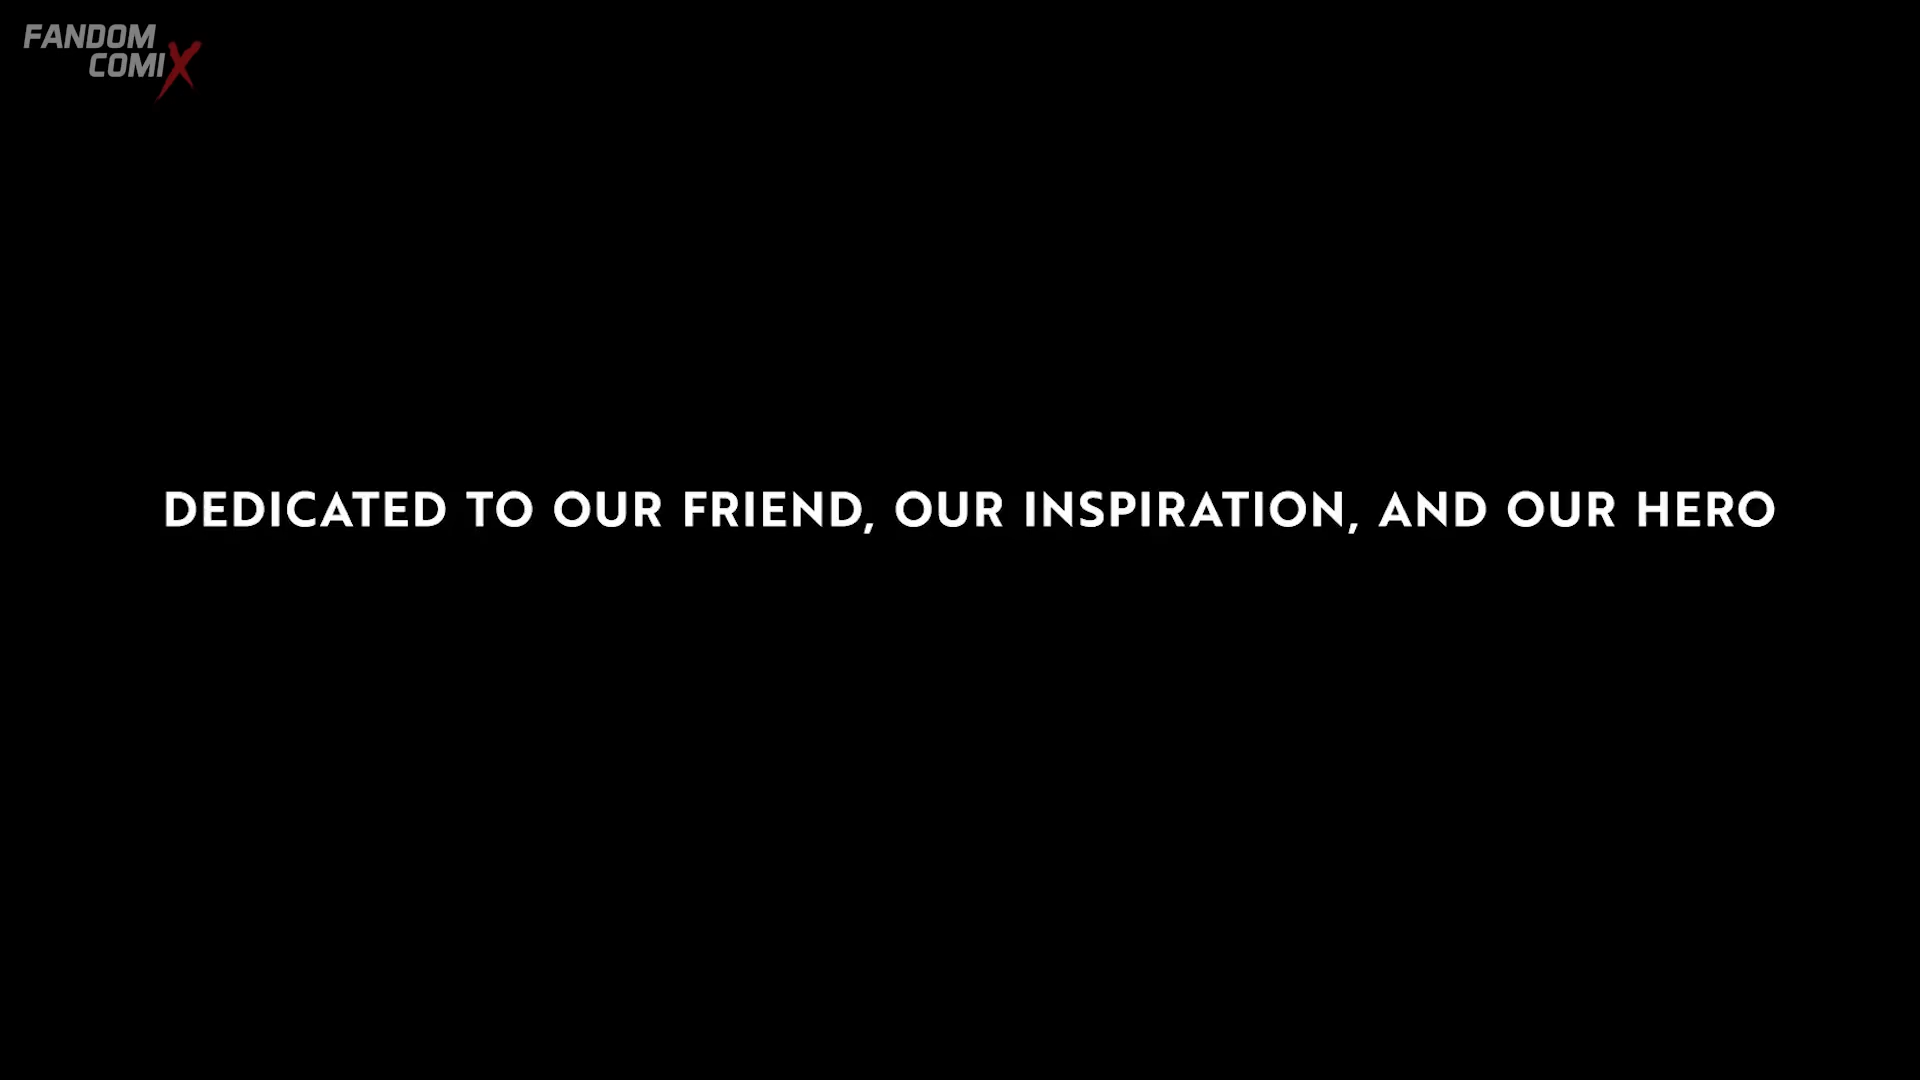 FANDOM
COMIX
DEDICATED TO OUR FRIEND, OUR INSPIRATION, AND OUR HERO